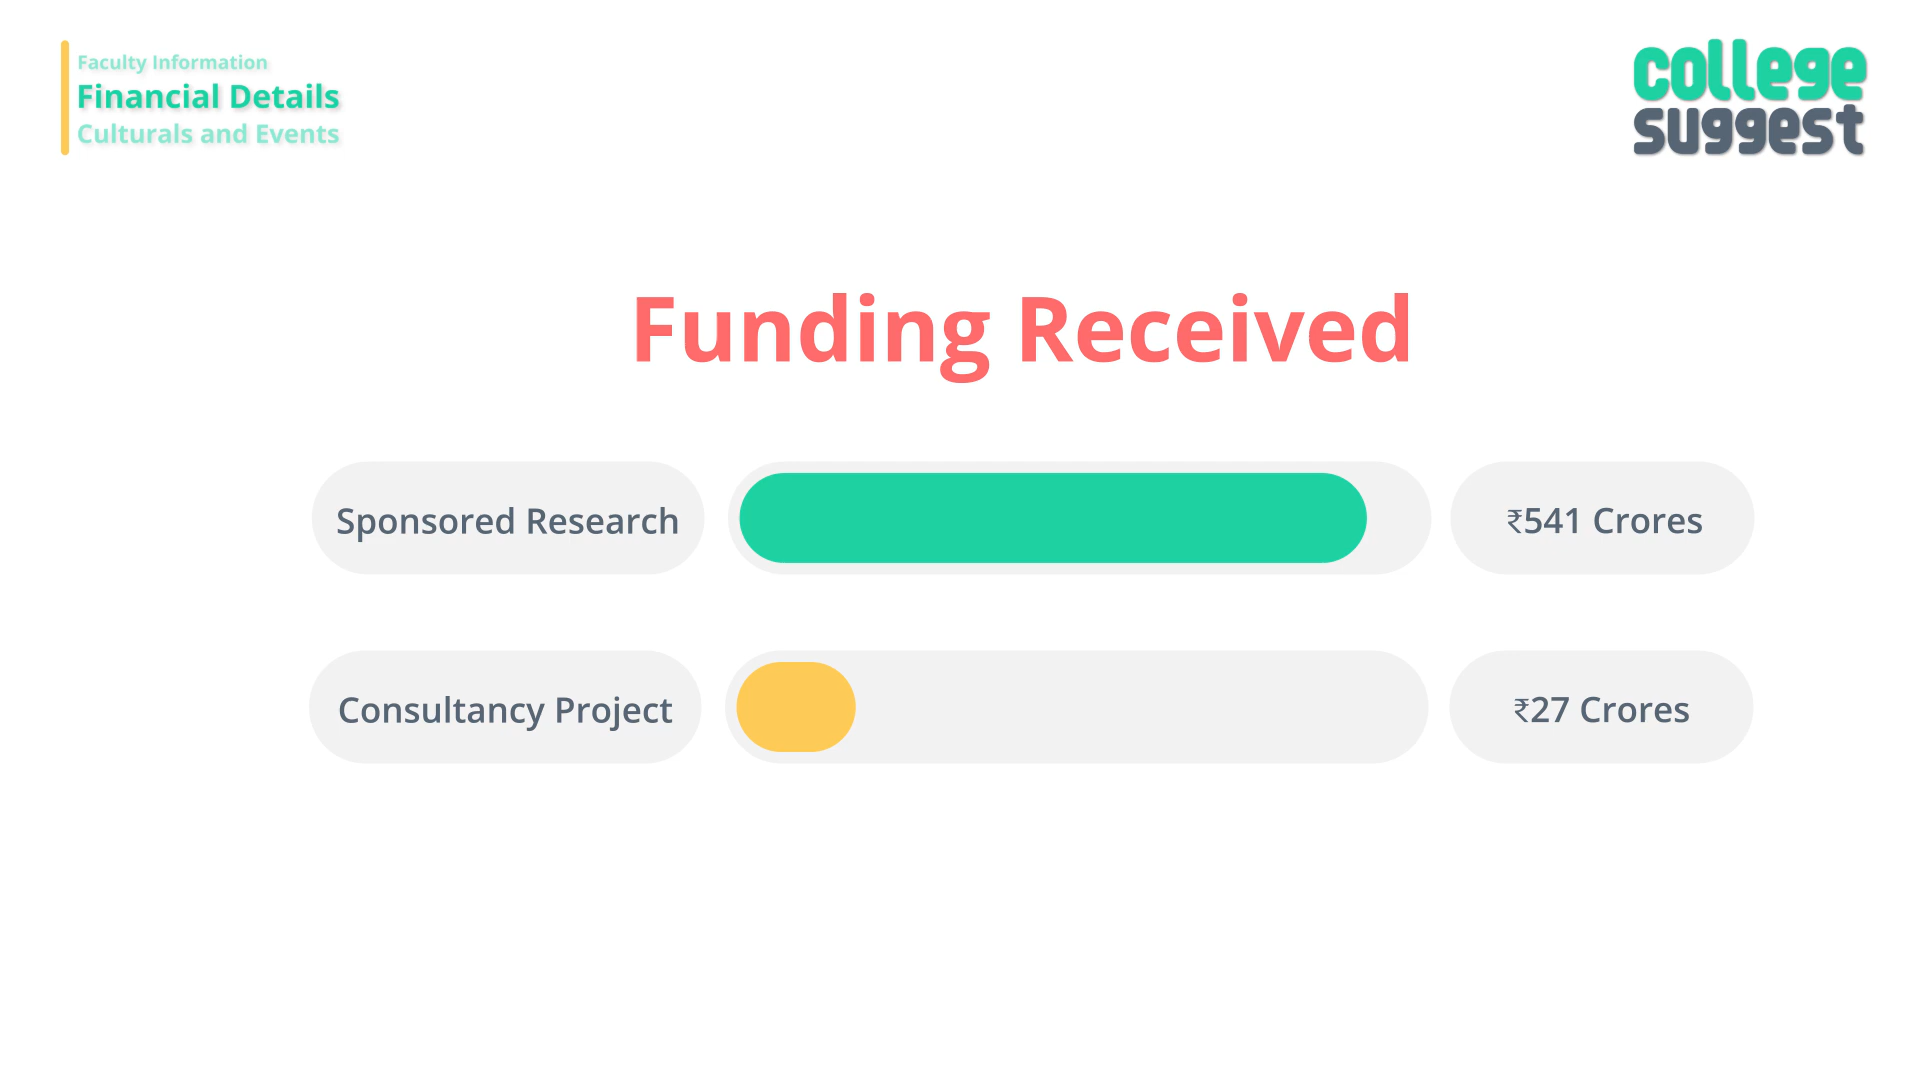 Faculty Information
Financial Details
Culturals and Events
college
suggest
Funding Received
Sponsored Research
₹541 Crores
Consultancy Project
₹27 Crores